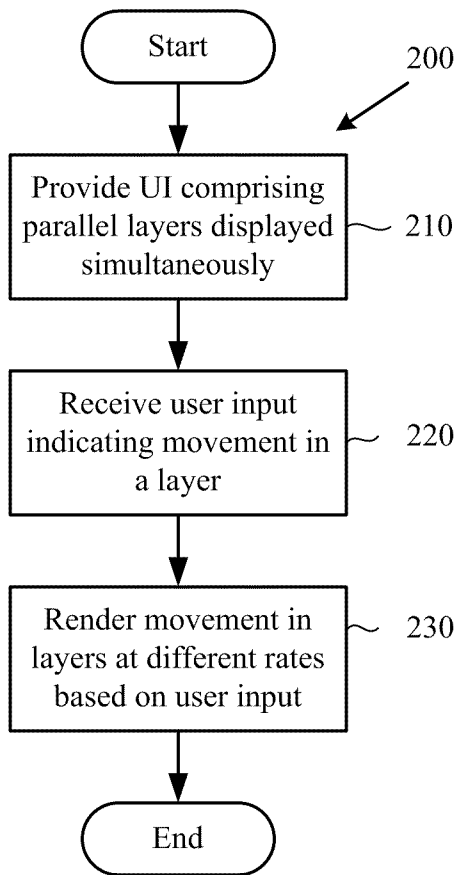 Start
200
Provide UI comprising
parallel layers displayed
simultaneously
210
Receive user input
indicating movement in
a layer
220
Render movement in
layers at different rates
based on user input
230
End